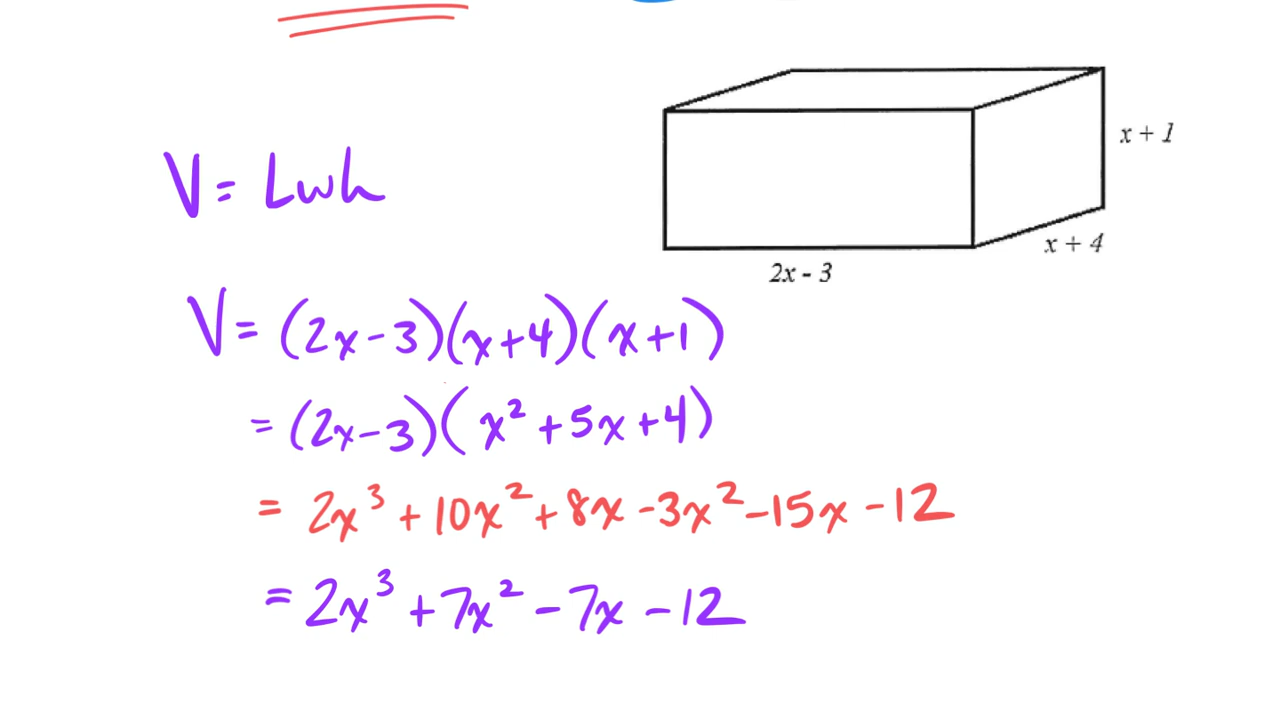 x + 1
V = Lwh
x + 4
2x - 3
V = (2x-3)(x+4)(x+1)
= (2x-3)(x²+5x+4)
= 2x³ + 10x² + 8x - 3x² - 15x - 12
= 2x³ + 7x² - 7x - 12